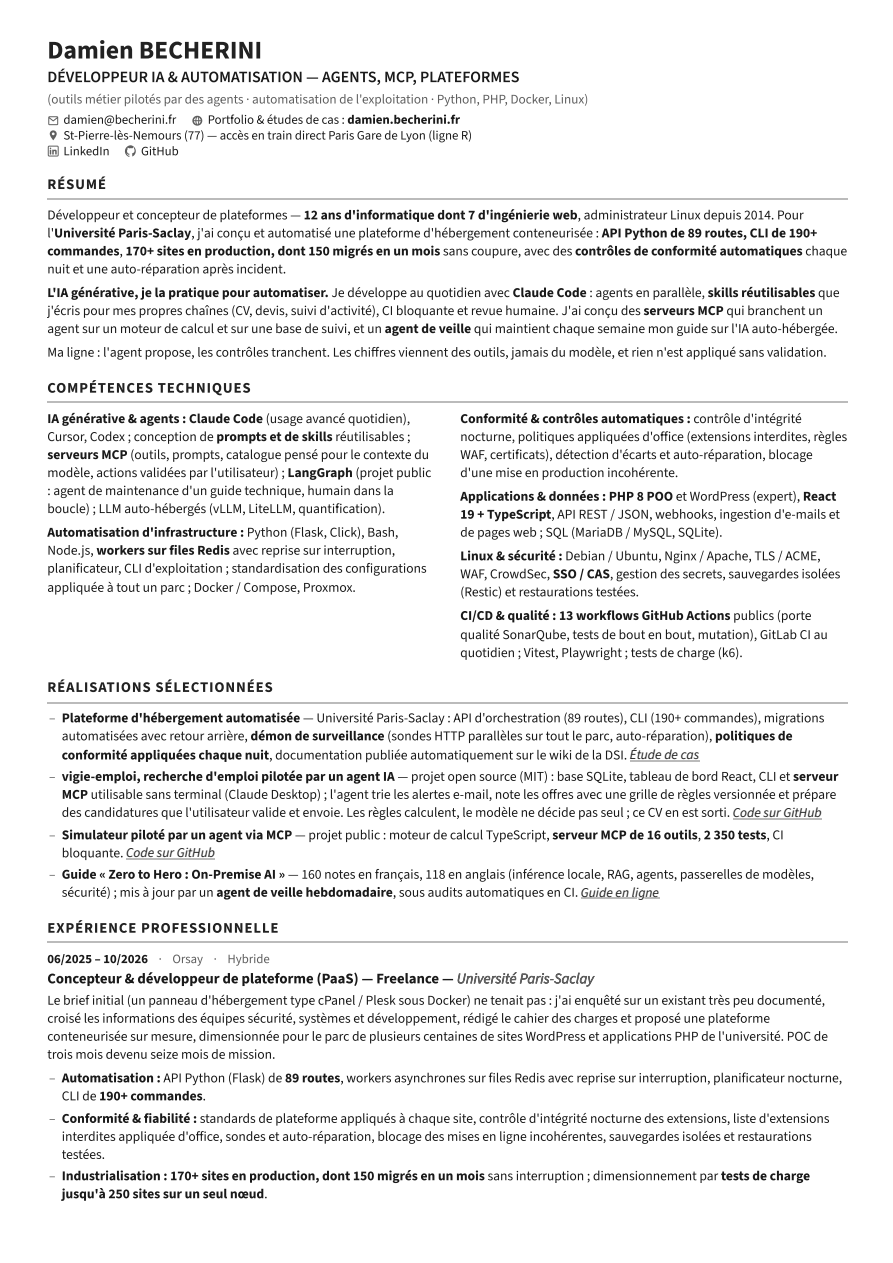 Damien BECHERINI
DÉVELOPPEUR IA & AUTOMATISATION — AGENTS, MCP, PLATEFORMES
(outils métier pilotés par des agents · automatisation de l'exploitation · Python, PHP, Docker, Linux)
damien@becherini.fr Portfolio & études de cas : damien.becherini.fr
St-Pierre-lès-Nemours (77) — accès en train direct Paris Gare de Lyon (ligne R)
LinkedIn GitHub
RÉSUMÉ
Développeur et concepteur de plateformes — 12 ans d'informatique dont 7 d'ingénierie web, administrateur Linux depuis 2014. Pour
l'Université Paris-Saclay, j'ai conçu et automatisé une plateforme d'hébergement conteneurisée : API Python de 89 routes, CLI de 190+
commandes, 170+ sites en production, dont 150 migrés en un mois sans coupure, avec des contrôles de conformité automatiques chaque
nuit et une auto-réparation après incident.
L'IA générative, je la pratique pour automatiser. Je développe au quotidien avec Claude Code : agents en parallèle, skills réutilisables que
j'écris pour mes propres chaînes (CV, devis, suivi d'activité), CI bloquante et revue humaine. J'ai conçu des serveurs MCP qui branchent un
agent sur un moteur de calcul et sur une base de suivi, et un agent de veille qui maintient chaque semaine mon guide sur l'IA auto-hébergée.
Ma ligne : l'agent propose, les contrôles tranchent. Les chiffres viennent des outils, jamais du modèle, et rien n'est appliqué sans validation.
COMPÉTENCES TECHNIQUES
IA générative & agents : Claude Code (usage avancé quotidien),
Cursor, Codex ; conception de prompts et de skills réutilisables ;
serveurs MCP (outils, prompts, catalogue pensé pour le contexte du
modèle, actions validées par l'utilisateur) ; LangGraph (projet public
: agent de maintenance d'un guide technique, humain dans la
boucle) ; LLM auto-hébergés (vLLM, LiteLLM, quantification).
Automatisation d'infrastructure : Python (Flask, Click), Bash,
Node.js, workers sur files Redis avec reprise sur interruption,
planificateur, CLI d'exploitation ; standardisation des configurations
appliquée à tout un parc ; Docker / Compose, Proxmox.
Conformité & contrôles automatiques : contrôle d'intégrité
nocturne, politiques appliquées d'office (extensions interdites, règles
WAF, certificats), détection d'écarts et auto-réparation, blocage
d'une mise en production incohérente.
Applications & données : PHP 8 POO et WordPress (expert), React
19 + TypeScript, API REST / JSON, webhooks, ingestion d'e-mails et
de pages web ; SQL (MariaDB / MySQL, SQLite).
Linux & sécurité : Debian / Ubuntu, Nginx / Apache, TLS / ACME,
WAF, CrowdSec, SSO / CAS, gestion des secrets, sauvegardes isolées
(Restic) et restaurations testées.
CI/CD & qualité : 13 workflows GitHub Actions publics (porte
qualité SonarQube, tests de bout en bout, mutation), GitLab CI au
quotidien ; Vitest, Playwright ; tests de charge (k6).
RÉALISATIONS SÉLECTIONNÉES
– Plateforme d'hébergement automatisée — Université Paris-Saclay : API d'orchestration (89 routes), CLI (190+ commandes), migrations
automatisées avec retour arrière, démon de surveillance (sondes HTTP parallèles sur tout le parc, auto-réparation), politiques de
conformité appliquées chaque nuit, documentation publiée automatiquement sur le wiki de la DSI. Étude de cas
– vigie-emploi, recherche d'emploi pilotée par un agent IA — projet open source (MIT) : base SQLite, tableau de bord React, CLI et serveur
MCP utilisable sans terminal (Claude Desktop) ; l'agent trie les alertes e-mail, note les offres avec une grille de règles versionnée et prépare
des candidatures que l'utilisateur valide et envoie. Les règles calculent, le modèle ne décide pas seul ; ce CV en est sorti. Code sur GitHub
– Simulateur piloté par un agent via MCP — projet public : moteur de calcul TypeScript, serveur MCP de 16 outils, 2 350 tests, CI
bloquante. Code sur GitHub
– Guide « Zero to Hero : On-Premise AI » — 160 notes en français, 118 en anglais (inférence locale, RAG, agents, passerelles de modèles,
sécurité) ; mis à jour par un agent de veille hebdomadaire, sous audits automatiques en CI. Guide en ligne
EXPÉRIENCE PROFESSIONNELLE
06/2025 – 10/2026 · Orsay · Hybride
Concepteur & développeur de plateforme (PaaS) — Freelance — Université Paris-Saclay
Le brief initial (un panneau d'hébergement type cPanel / Plesk sous Docker) ne tenait pas : j'ai enquêté sur un existant très peu documenté,
croisé les informations des équipes sécurité, systèmes et développement, rédigé le cahier des charges et proposé une plateforme
conteneurisée sur mesure, dimensionnée pour le parc de plusieurs centaines de sites WordPress et applications PHP de l'université. POC de
trois mois devenu seize mois de mission.
– Automatisation : API Python (Flask) de 89 routes, workers asynchrones sur files Redis avec reprise sur interruption, planificateur nocturne,
CLI de 190+ commandes.
– Conformité & fiabilité : standards de plateforme appliqués à chaque site, contrôle d'intégrité nocturne des extensions, liste d'extensions
interdites appliquée d'office, sondes et auto-réparation, blocage des mises en ligne incohérentes, sauvegardes isolées et restaurations
testées.
– Industrialisation : 170+ sites en production, dont 150 migrés en un mois sans interruption ; dimensionnement par tests de charge
jusqu'à 250 sites sur un seul nœud.